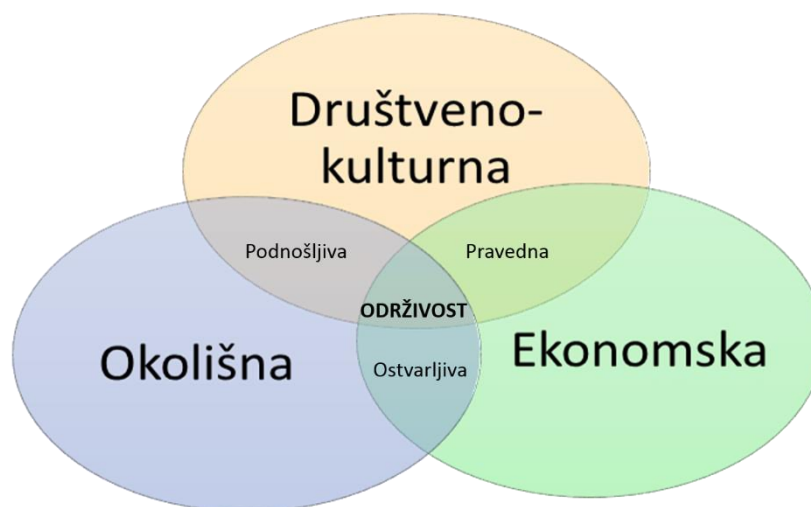 Društveno-
kulturna
Podnošljiva
Pravedna
ODRŽIVOST
Okolišna
Ostvarljiva
Ekonomska